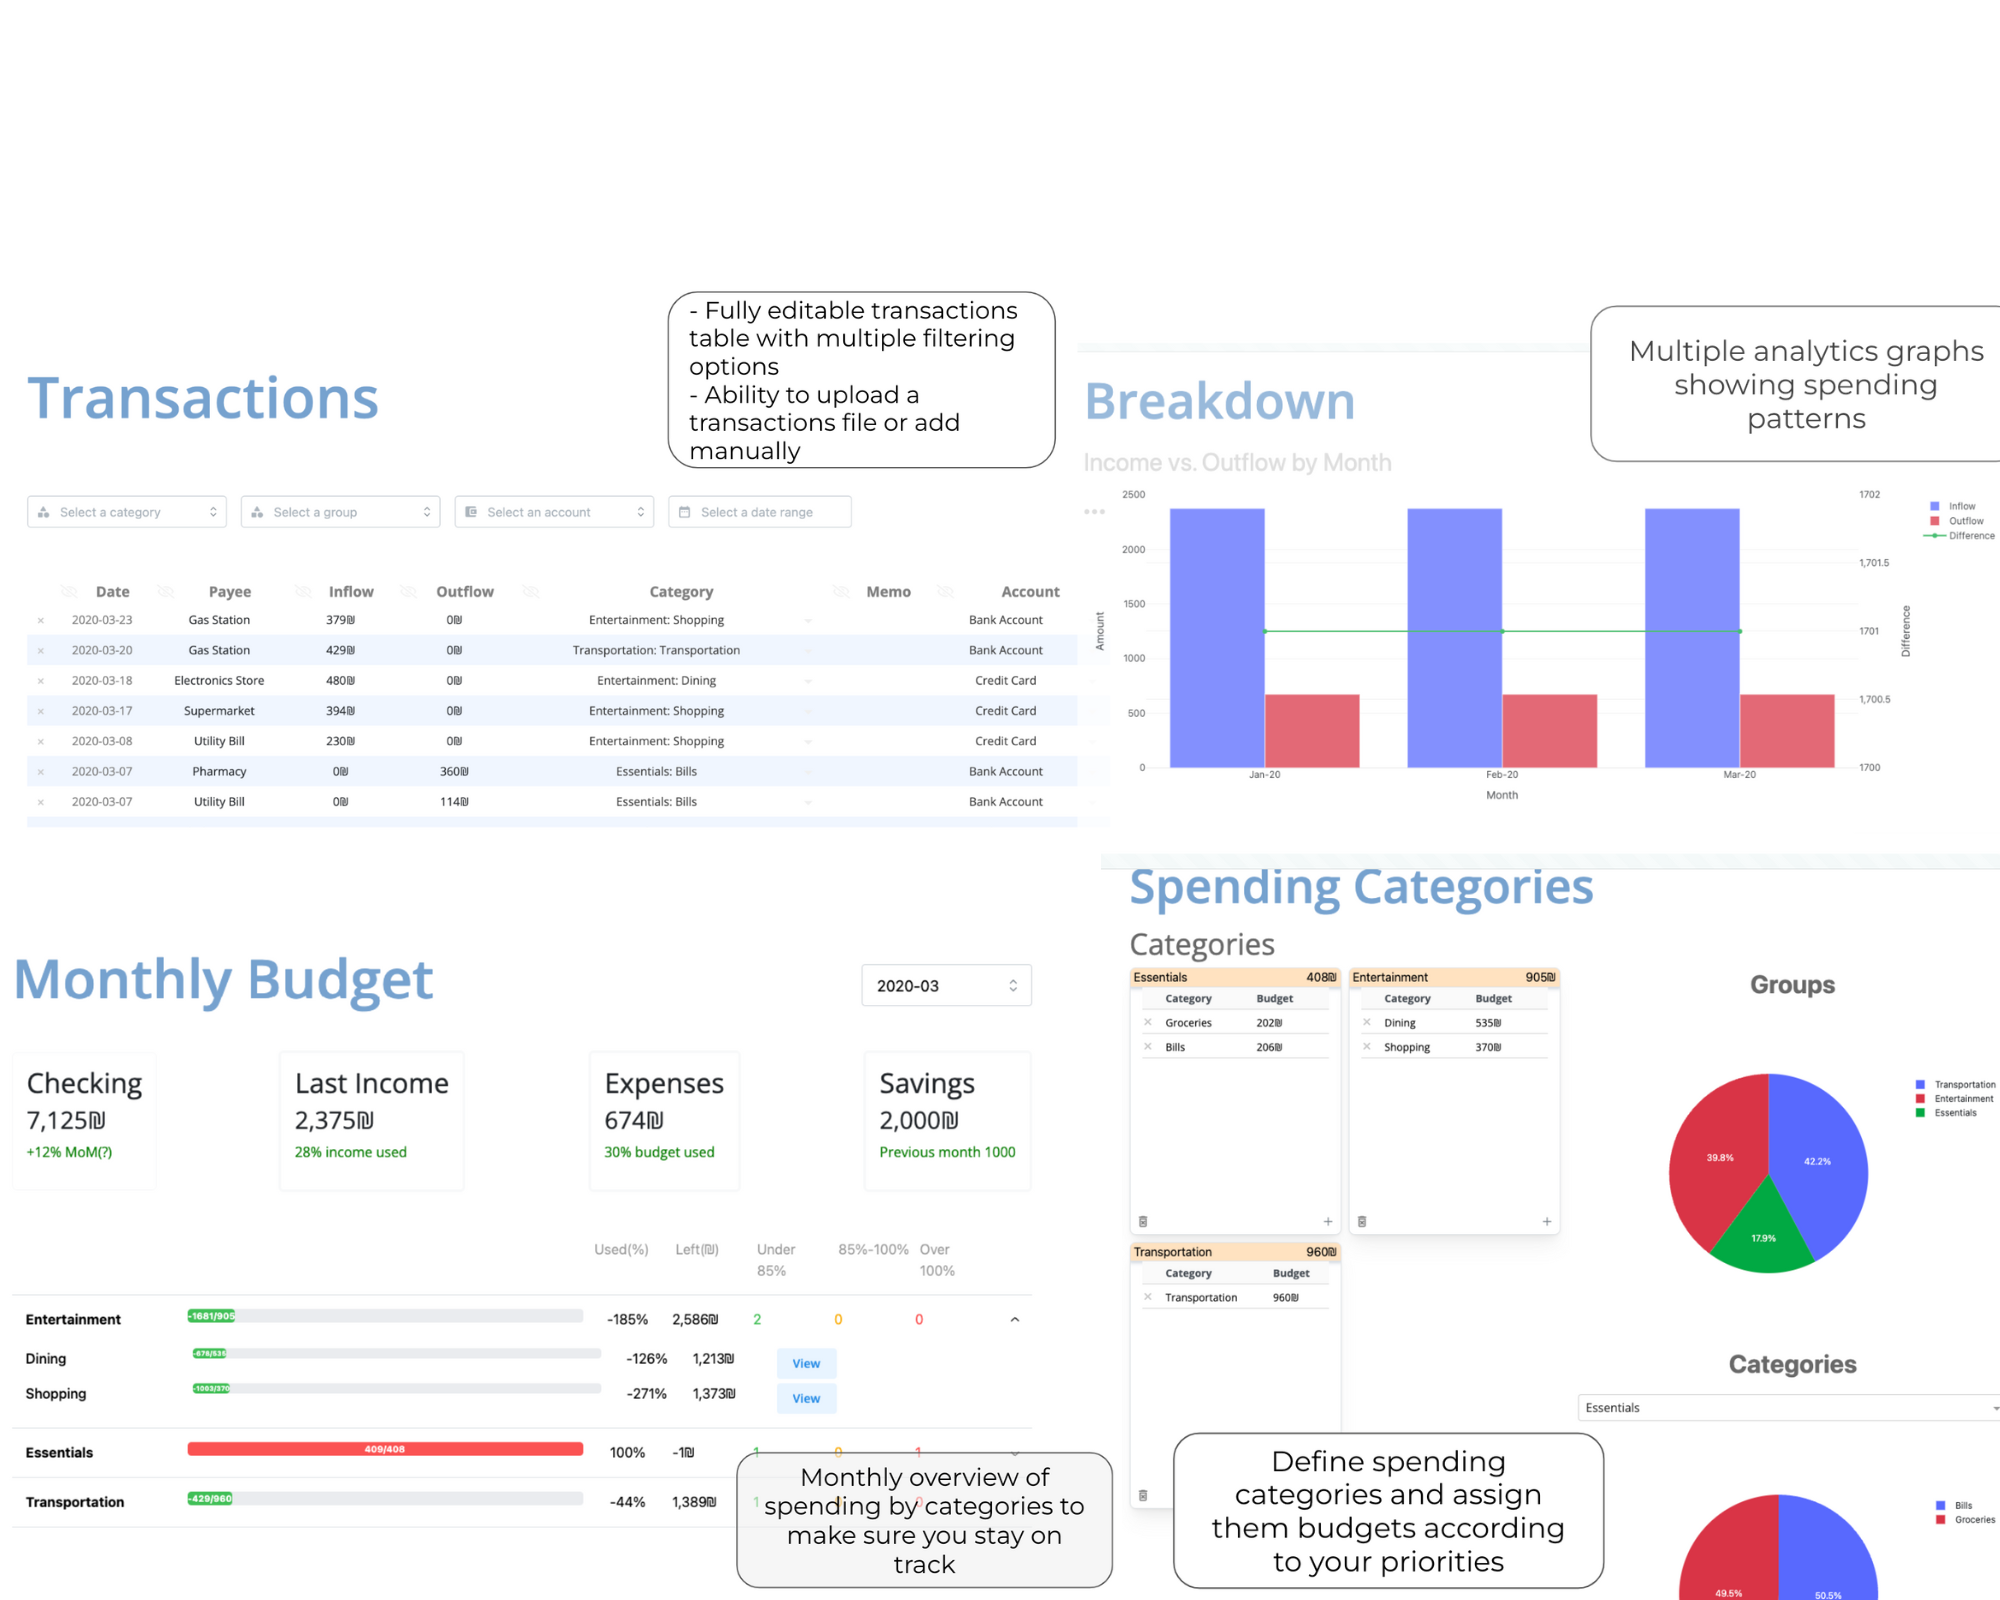 - Fully editable transactions
table with multiple filtering
options
- Ability to upload a
transactions file or add
manually
Transactions
Select a category
Select a group
Select an account
Select a date range
Date Payee Inflow Outflow Category Memo Account
× 2020-03-23 Gas Station 379₪ 0₪ Entertainment: Shopping Bank Account
× 2020-03-20 Gas Station 429₪ 0₪ Transportation: Transportation Bank Account
× 2020-03-18 Electronics Store 480₪ 0₪ Entertainment: Dining Credit Card
× 2020-03-17 Supermarket 394₪ 0₪ Entertainment: Shopping Credit Card
× 2020-03-08 Utility Bill 230₪ 0₪ Entertainment: Shopping Credit Card
× 2020-03-07 Pharmacy 0₪ 360₪ Essentials: Bills Bank Account
× 2020-03-07 Utility Bill 0₪ 114₪ Essentials: Bills Bank Account
Multiple analytics graphs
showing spending
patterns
Breakdown
Income vs. Outflow by Month
2500
2000
1500
1000
500
0
Amount
1702
1,701.5
1701
1,700.5
1700
Difference
Inflow
Outflow
Difference
Jan-20 Feb-20 Mar-20
Month
Monthly Budget
2020-03
Checking
7,125₪
+12% MoM(?)
Last Income
2,375₪
28% income used
Expenses
674₪
30% budget used
Savings
2,000₪
Previous month 1000
Used(%) Left(₪) Under 85%-100% Over
85% 100%
Entertainment -1681/905 -185% 2,586₪ 2 0 0
Dining -678/535 -126% 1,213₪ View
Shopping -1003/370 -271% 1,373₪ View
Essentials 409/408 100% -1₪ 1 0 1
Transportation -429/960 -44% 1,389₪ 1 0 0
Monthly overview of
spending by categories to
make sure you stay on
track
Spending Categories
Categories
Essentials 408₪
Category Budget
× Groceries 202₪
× Bills 206₪
Entertainment 905₪
Category Budget
× Dining 535₪
× Shopping 370₪
Transportation 960₪
Category Budget
× Transportation 960₪
Groups
Transportation
Entertainment
Essentials
39.8%
42.2%
17.9%
Categories
Essentials
Bills
Groceries
49.5%
50.5%
Define spending
categories and assign
them budgets according
to your priorities